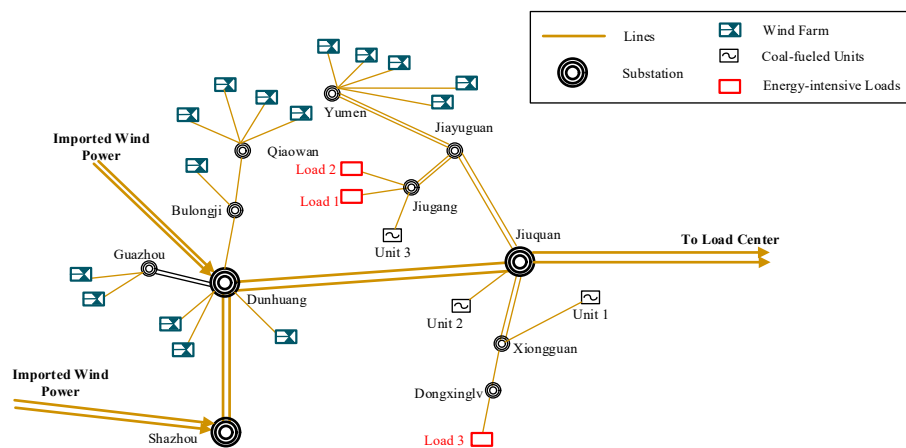 Lines
Substation
Wind Farm
Coal-fueled Units
Energy-intensive Loads
Yumen
Jiayuguan
Imported Wind
Power
Qiaowan
Load 2
Load 1
Jiugang
Bulongji
Unit 3
Jiuquan
To Load Center
Guazhou
Dunhuang
Unit 2
Unit 1
Xiongguan
Imported Wind
Power
Dongxinglv
Shazhou
Load 3